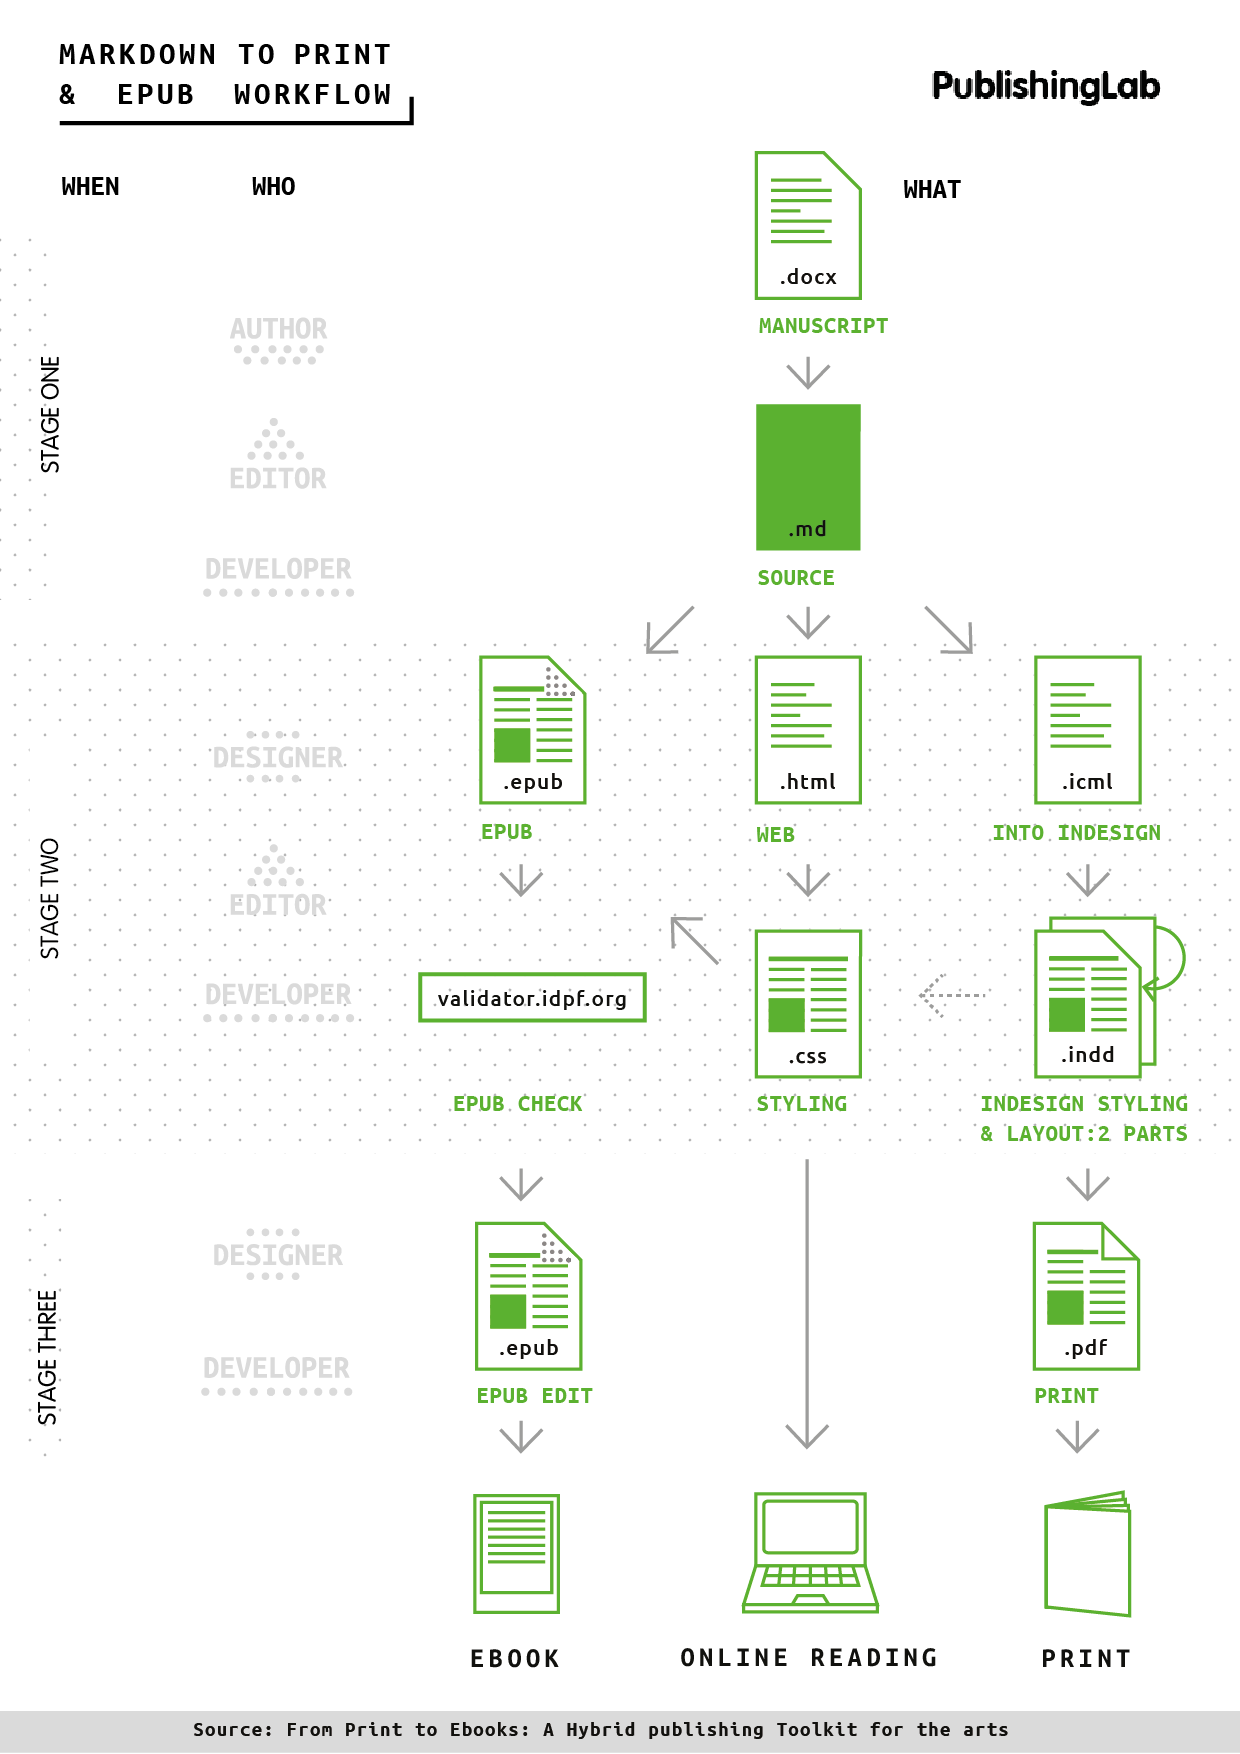 MARKDOWN TO PRINT
& EPUB WORKFLOW
PublishingLab
WHEN
WHO
WHAT
.docx
MANUSCRIPT
STAGE ONE
AUTHOR
EDITOR
DEVELOPER
.md
SOURCE
STAGE TWO
DESIGNER
EDITOR
DEVELOPER
.epub
.html
.icml
EPUB
WEB
INTO INDESIGN
validator.idpf.org
.css
.indd
EPUB CHECK
STYLING
INDESIGN STYLING
& LAYOUT:2 PARTS
STAGE THREE
DESIGNER
DEVELOPER
.epub
.pdf
EPUB EDIT
PRINT
EBOOK
ONLINE READING
PRINT
Source: From Print to Ebooks: A Hybrid publishing Toolkit for the arts